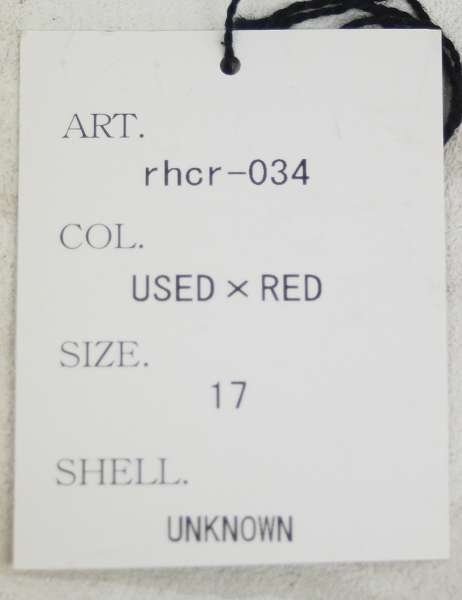 ART.
rhcr-034
COL.
USED × RED
SIZE.
17
SHELL.
UNKNOWN